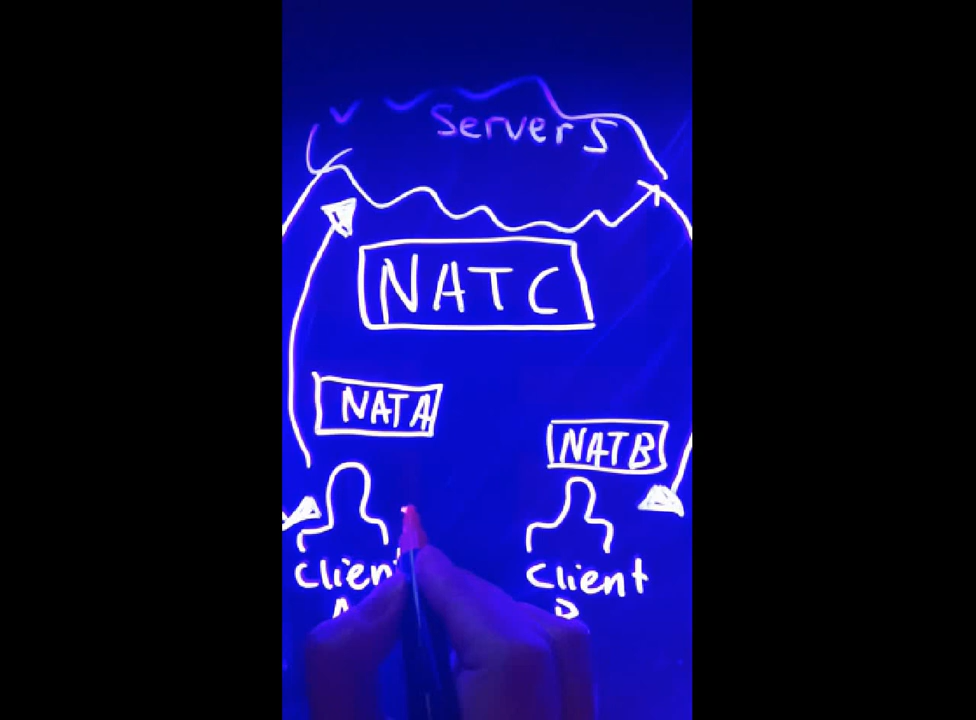 Servers
NATC
NATA
NATB
Client
Client
A
B